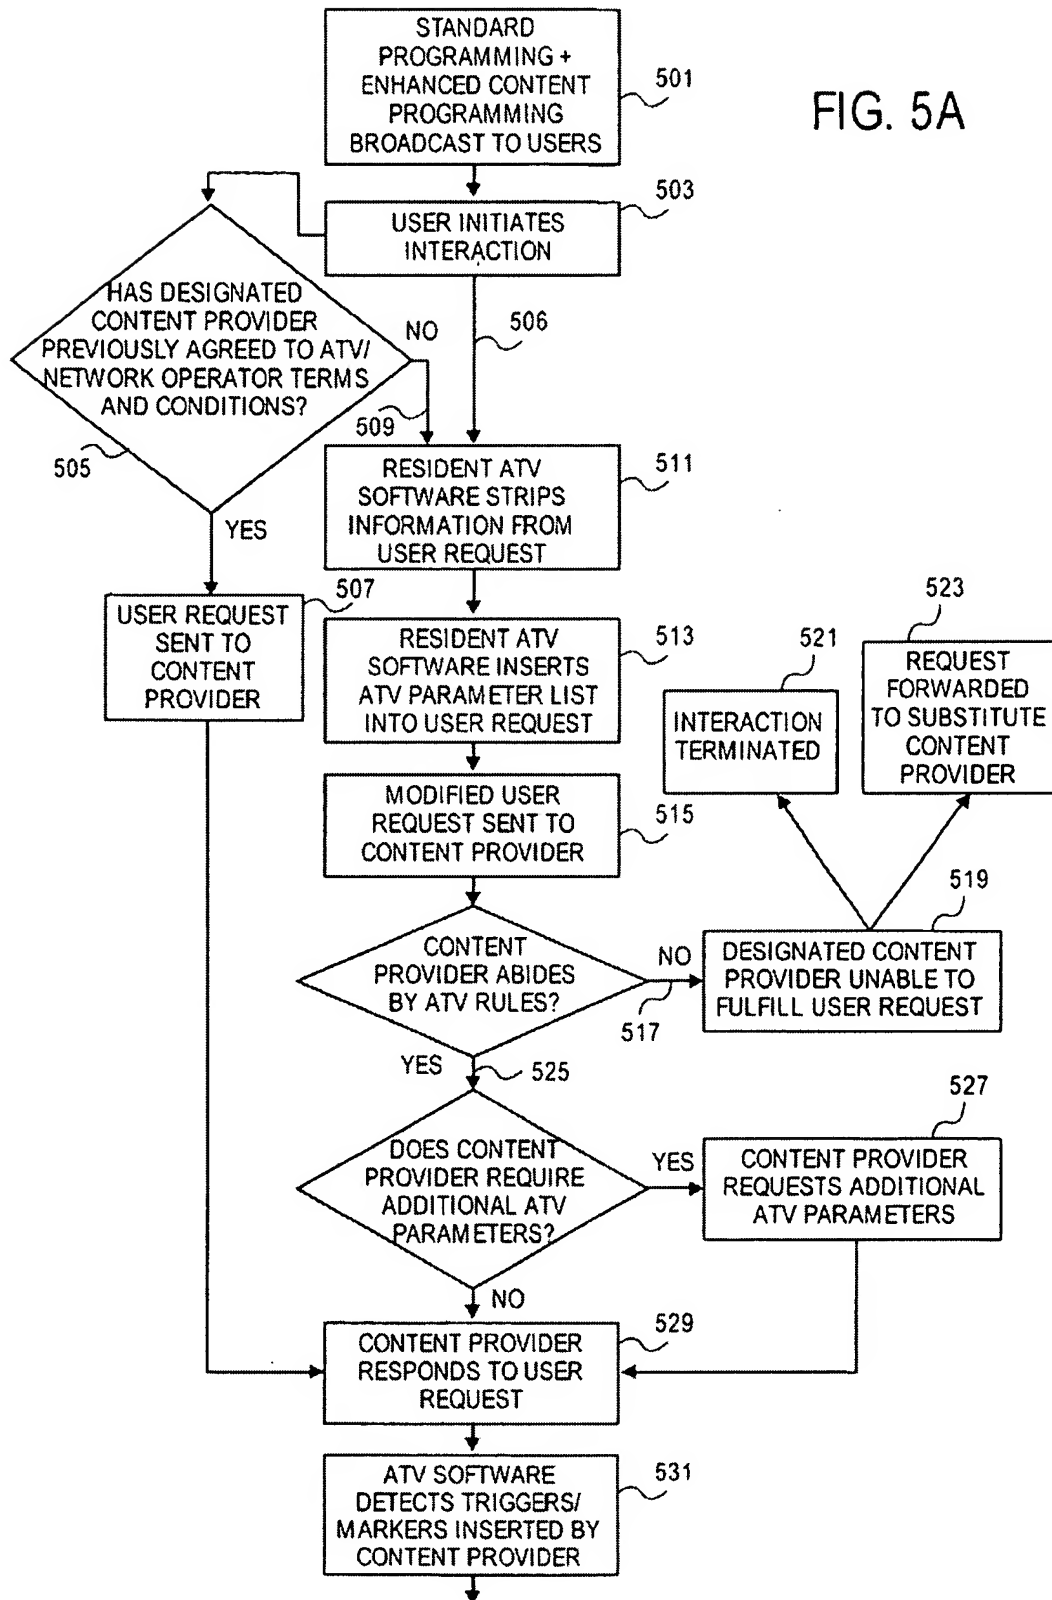 STANDARD
PROGRAMMING +
ENHANCED CONTENT
PROGRAMMING
BROADCAST TO USERS
501
FIG. 5A
503
USER INITIATES
INTERACTION
HAS DESIGNATED
CONTENT PROVIDER
PREVIOUSLY AGREED TO ATV/
NETWORK OPERATOR TERMS
AND CONDITIONS?
NO
506
509
505
YES
RESIDENT ATV
SOFTWARE STRIPS
INFORMATION FROM
USER REQUEST
511
507
USER REQUEST
SENT TO
CONTENT
PROVIDER
RESIDENT ATV
SOFTWARE INSERTS
ATV PARAMETER LIST
INTO USER REQUEST
513
521
INTERACTION
TERMINATED
523
REQUEST
FORWARDED
TO SUBSTITUTE
CONTENT
PROVIDER
MODIFIED USER
REQUEST SENT TO
CONTENT PROVIDER
515
CONTENT
PROVIDER ABIDES
BY ATV RULES?
NO
517
519
DESIGNATED CONTENT
PROVIDER UNABLE TO
FULFILL USER REQUEST
YES
525
DOES CONTENT
PROVIDER REQUIRE
ADDITIONAL ATV
PARAMETERS?
YES
527
CONTENT PROVIDER
REQUESTS ADDITIONAL
ATV PARAMETERS
NO
CONTENT PROVIDER
RESPONDS TO USER
REQUEST
529
ATV SOFTWARE
DETECTS TRIGGERS/
MARKERS INSERTED BY
CONTENT PROVIDER
531